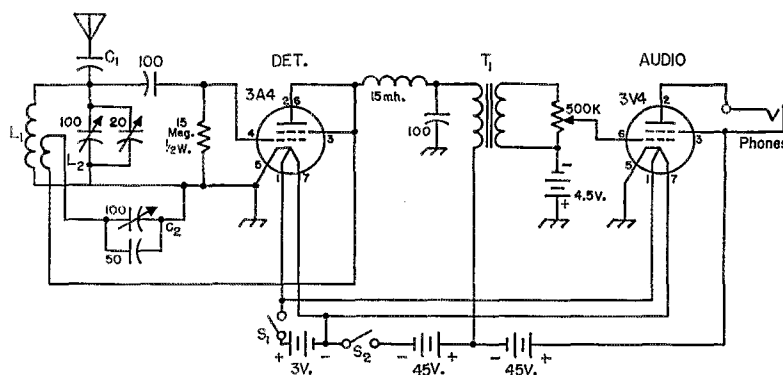 DET.
T1
AUDIO
C1
100
3A4
2 6
15mh.
500K
3V4
2
L1
100
20
15
Meg.
1/2W.
4
3
100
6
3
Phones
L2
5
1
7
-
+
4.5V.
5
1
7
100
C2
50
S1
+
3V.
-
S2
-
45V.
+
-
45V.
+